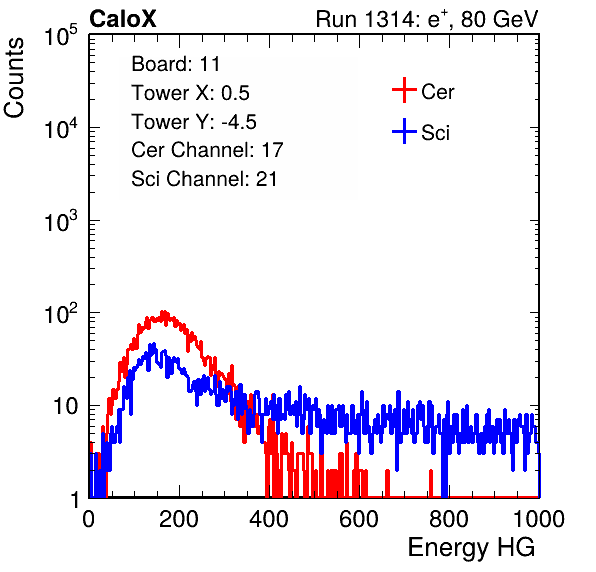 CaloX Run 1314: e⁺, 80 GeV
Counts
Board: 11
Tower X: 0.5
Tower Y: -4.5
Cer Channel: 17
Sci Channel: 21
Cer
Sci
10⁵
10⁴
10³
10²
10
1
0 200 400 600 800 1000
Energy HG